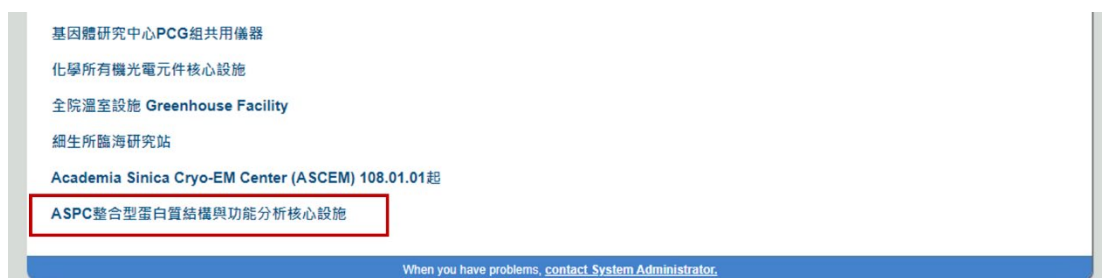 基因體研究中心PCG組共用儀器
化學所有機光電元件核心設施
全院溫室設施 Greenhouse Facility
細生所臨海研究站
Academia Sinica Cryo-EM Center (ASCEM) 108.01.01起
ASPC整合型蛋白質結構與功能分析核心設施
When you have problems, contact System Administrator.